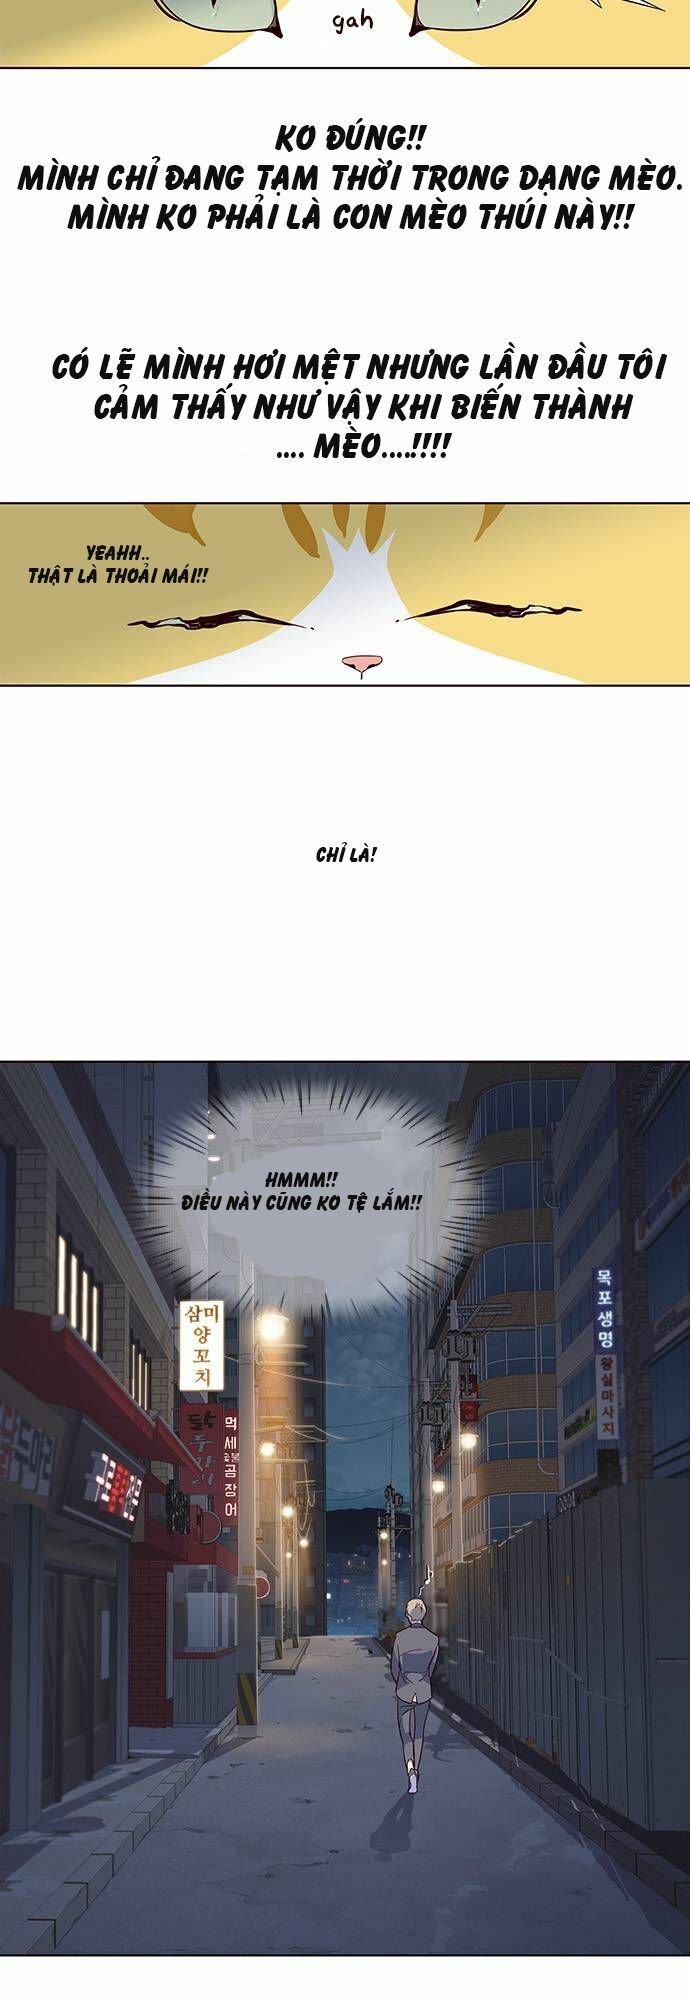 gah
KO ĐÚNG!!
MÌNH CHỈ ĐANG TẠM THỜI TRONG DẠNG MÈO.
MÌNH KO PHẢI LÀ CON MÈO THÚI NÀY!!
CÓ LẼ MÌNH HƠI MỆT NHƯNG LẦN ĐẦU TÔI
CẢM THẤY NHƯ VẬY KHI BIẾN THÀNH
.... MÈO....!!!!
YEAHH..
THẬT LÀ THOẢI MÁI!!
CHỈ LÀ!
HMMM!!
ĐIỀU NÀY CŨNG KO TỆ LẮM!!
미
삼양꼬치
먹세
숯불
곰장어
목포생명
왕실마사지